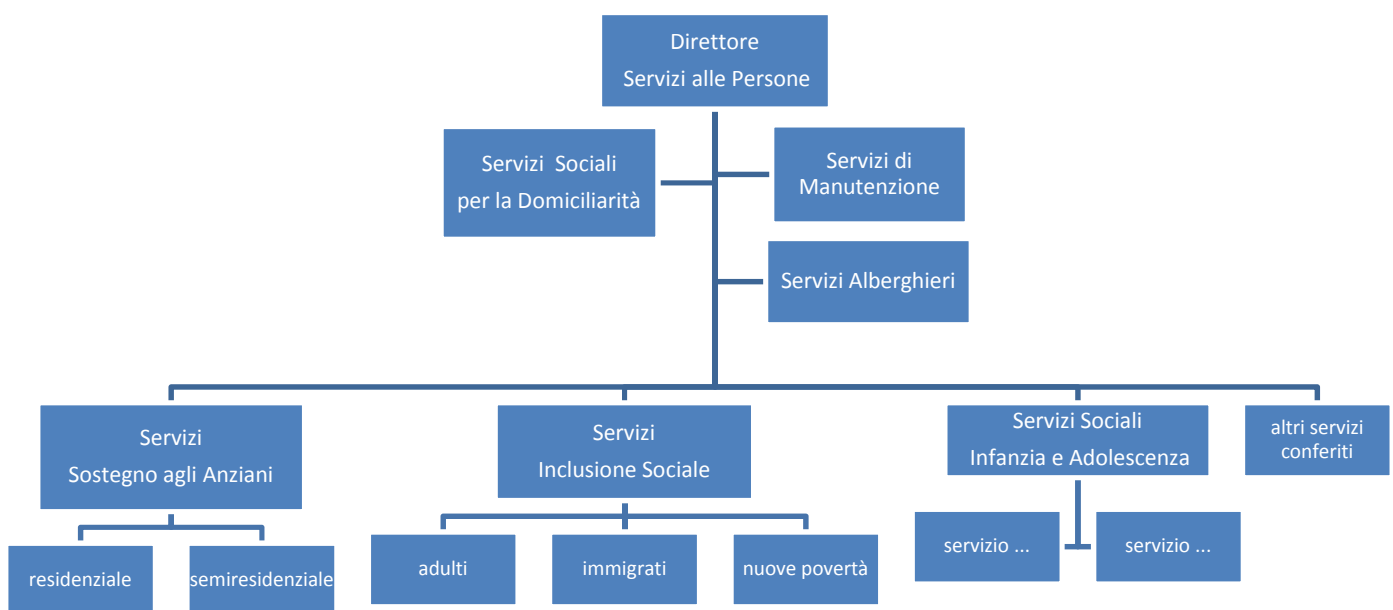 Direttore
Servizi alle Persone
Servizi Sociali
per la Domiciliarità
Servizi di
Manutenzione
Servizi Alberghieri
Servizi
Sostegno agli Anziani
Servizi
Inclusione Sociale
Servizi Sociali
Infanzia e Adolescenza
altri servizi
conferiti
residenziale
semiresidenziale
adulti
immigrati
nuove povertà
servizio ...
servizio ...